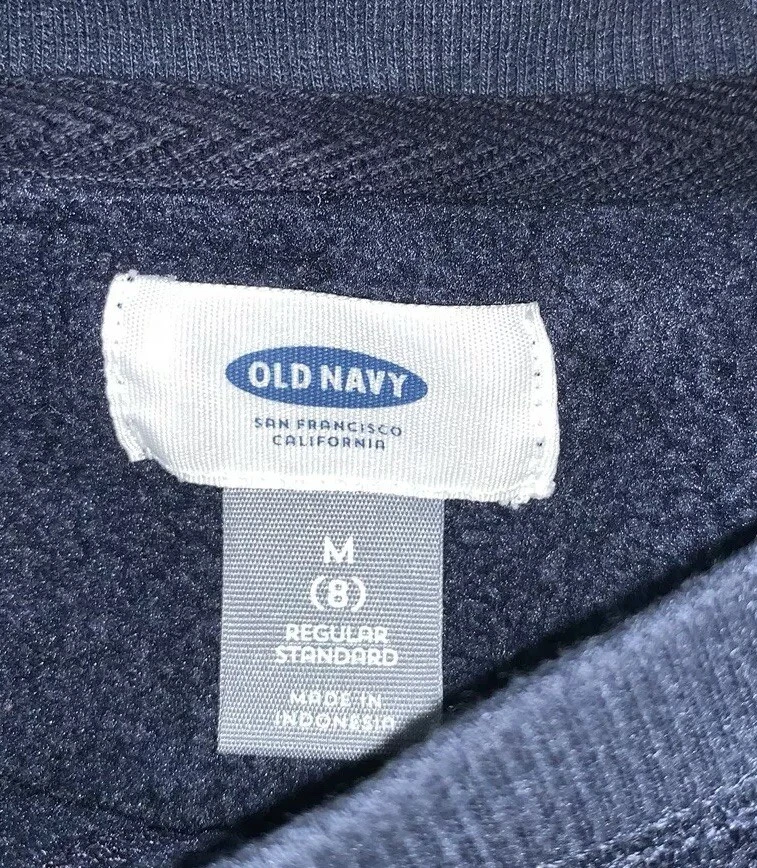 OLD NAVY
SAN FRANCISCO
CALIFORNIA
M
(8)
REGULAR
STANDARD
MADE IN
INDONESIA